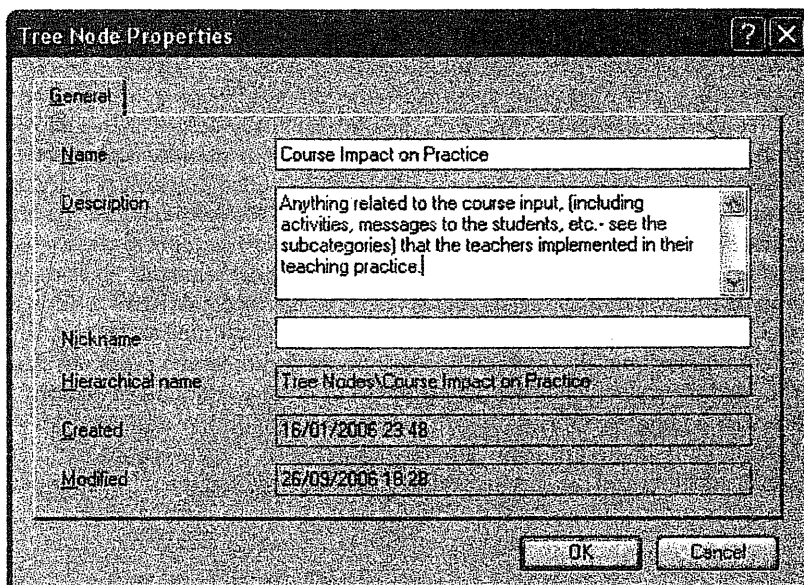 Tree Node Properties
General
Name Course Impact on Practice
Description Anything related to the course input, (including
activities, messages to the students, etc.- see the
subcategories) that the teachers implemented in their
teaching practice.
Nickname
Hierarchical name Tree Nodes\Course Impact on Practice
Created 16/01/2006 23:48
Modified 26/03/2006 18:28
OK Cancel